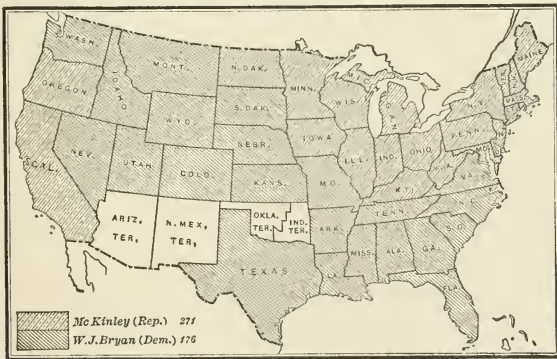 WASH.
MONT.
N. DAK.
MINN.
MAINE
OREGON.
IDAHO
S. DAK.
WIS.
N.Y.
MASS.
WYO.
NEBR.
IOWA
PENN.
N.J.
NEV.
UTAH
COLO.
KANS.
MO.
ILL.
IND.
OHIO
MD.
CAL.
KY.
VA.
ARIZ.
TER.
N. MEX.
TER.
OKLA.
TER.
IND.
TER.
ARK.
TENN.
N.C.
S.C.
TEXAS
LA.
MISS.
ALA.
GA.
FLA.
McKinley (Rep.) 271
W.J.Bryan (Dem.) 176